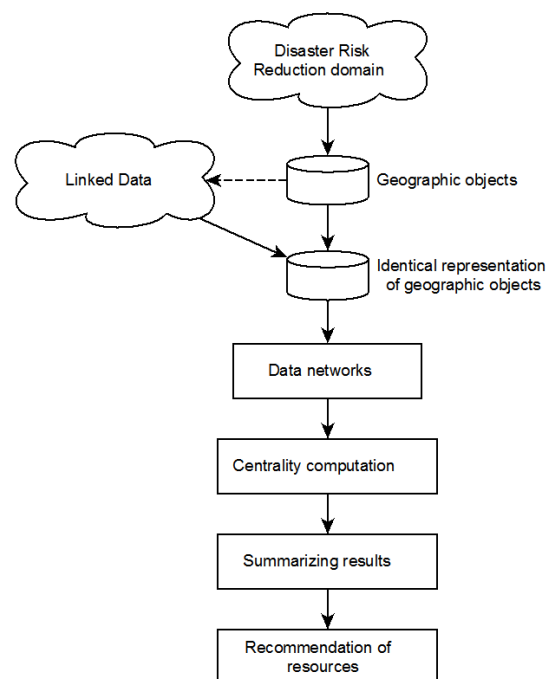 Disaster Risk
Reduction domain
Linked Data
Geographic objects
Identical representation
of geographic objects
Data networks
Centrality computation
Summarizing results
Recommendation of
resources